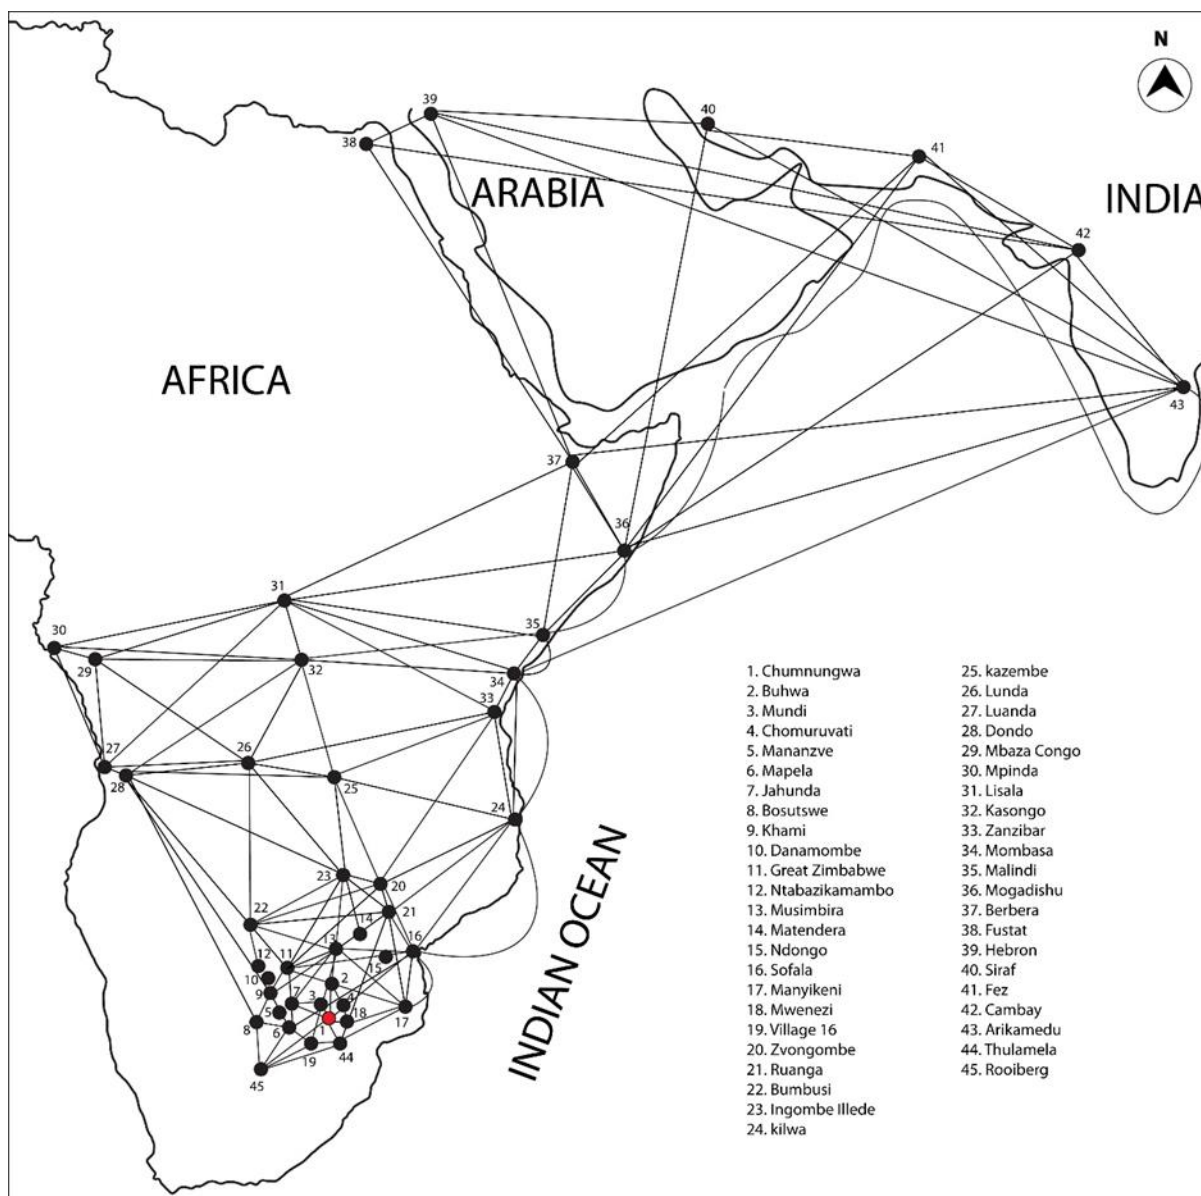 N
39
40
38
41
ARABIA
INDIA
42
AFRICA
43
37
36
31
30
35
29
32
34
33
27
26
28
25
24
23
20
22
21
14
13
16
12
11
15
10
2
9
7
3
4
5
18
8
6
1
17
19
44
45
INDIAN OCEAN
1. Chumnungwa
2. Buhwa
3. Mundi
4. Chomuruvati
5. Mananzve
6. Mapela
7. Jahunda
8. Bosutswe
9. Khami
10. Danamombe
11. Great Zimbabwe
12. Ntabazikamambo
13. Musimbira
14. Matendera
15. Ndongo
16. Sofala
17. Manyikeni
18. Mwenezi
19. Village 16
20. Zvongombe
21. Ruanga
22. Bumbusi
23. Ingombe Illede
24. kilwa
25. kazembe
26. Lunda
27. Luanda
28. Dondo
29. Mbaza Congo
30. Mpinda
31. Lisala
32. Kasongo
33. Zanzibar
34. Mombasa
35. Malindi
36. Mogadishu
37. Berbera
38. Fustat
39. Hebron
40. Siraf
41. Fez
42. Cambay
43. Arikamedu
44. Thulamela
45. Rooiberg